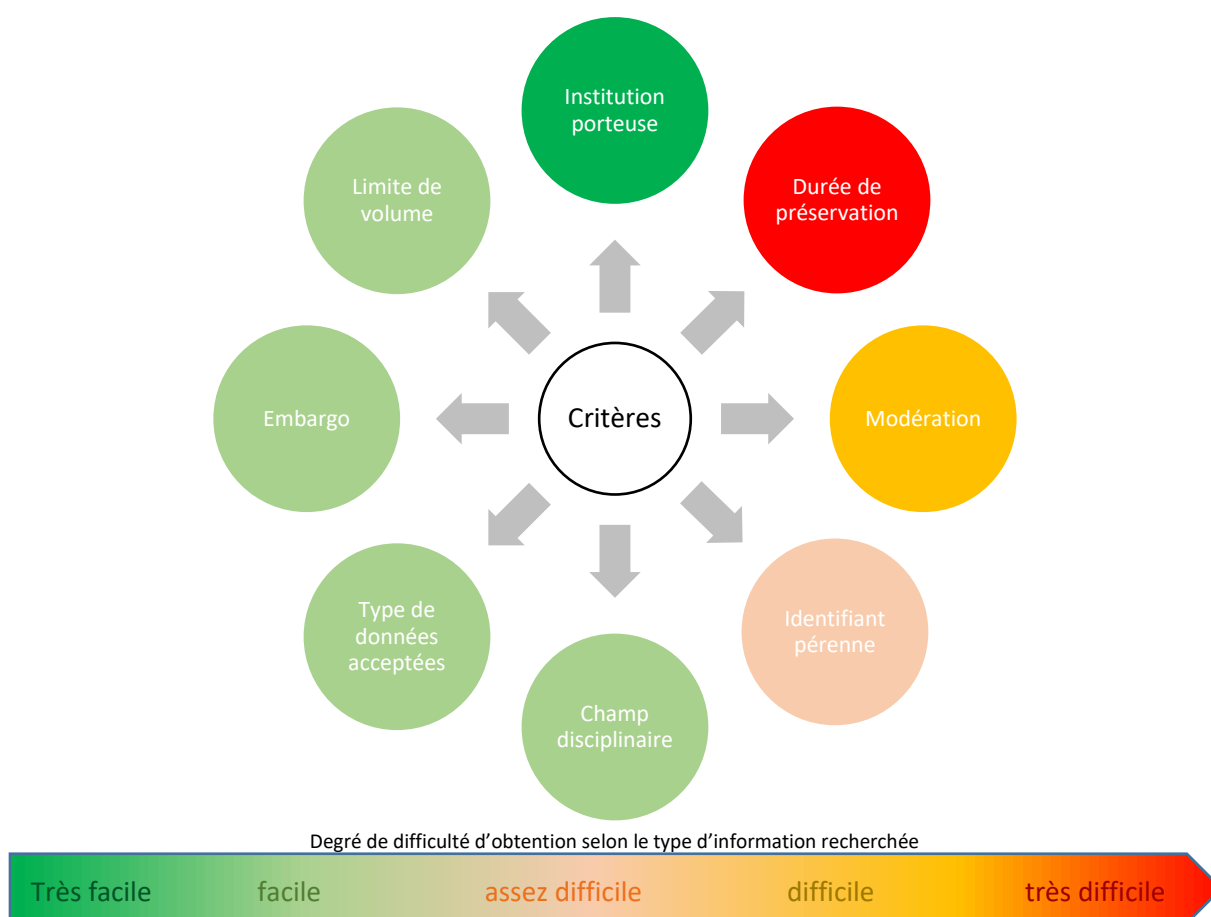 Institution
porteuse
Durée de
préservation
Modération
Identifiant
pérenne
Champ
disciplinaire
Type de
données
acceptées
Embargo
Limite de
volume
Critères
Degré de difficulté d’obtention selon le type d’information recherchée
Très facile facile assez difficile difficile très difficile